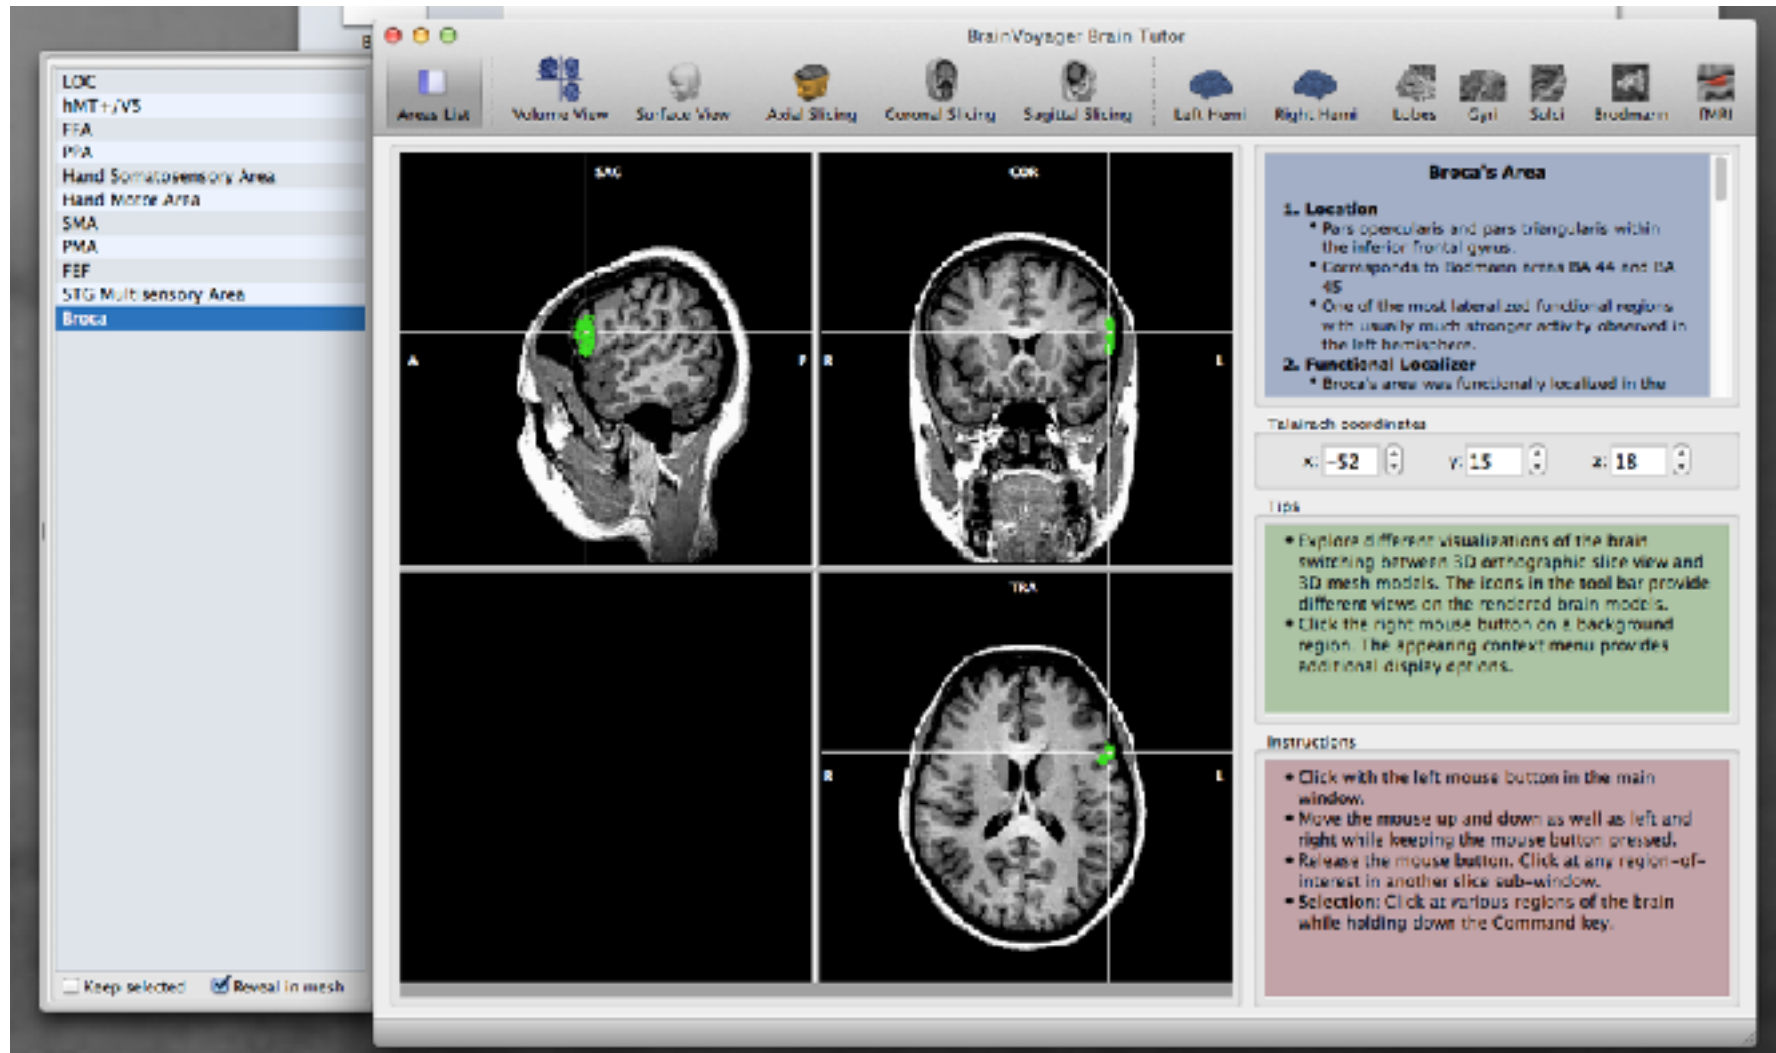 BrainVoyager Brain Tutor
Areas List
Volume View
Surface View
Axial Slicing
Coronal Slicing
Sagittal Slicing
Left Hemi
Right Hemi
Lobes
Gyri
Sulci
Brodmann
fMRI
LOC
hMT+/V5
FFA
PPA
Hand Somatosensory Area
Hand Motor Area
SMA
PMA
FEF
STG Multisensory Area
Broca
Keep selected
Reveal in mesh
SAG
A
P
COR
R
L
TRA
R
L
Broca's Area
1. Location
• Pars opercularis and pars triangularis within
the inferior frontal gyrus.
• Corresponds to Bodmann areas BA 44 and BA
45
• One of the most lateralized functional regions
with usually much stronger activity observed in
the left hemisphere.
2. Functional Localizer
• Broca's area was functionally localized in the
Talairach coordinates
x: -52
y: 15
z: 18
Tips
• Explore different visualizations of the brain
switching between 3D orthographic slice view and
3D mesh models. The icons in the tool bar provide
different views on the rendered brain models.
• Click the right mouse button on a background
region. The appearing context menu provides
additional display options.
Instructions
• Click with the left mouse button in the main
window.
• Move the mouse up and down as well as left and
right while keeping the mouse button pressed.
• Release the mouse button. Click at any region-of-
interest in another slice sub-window.
• Selection: Click at various regions of the brain
while holding down the Command key.